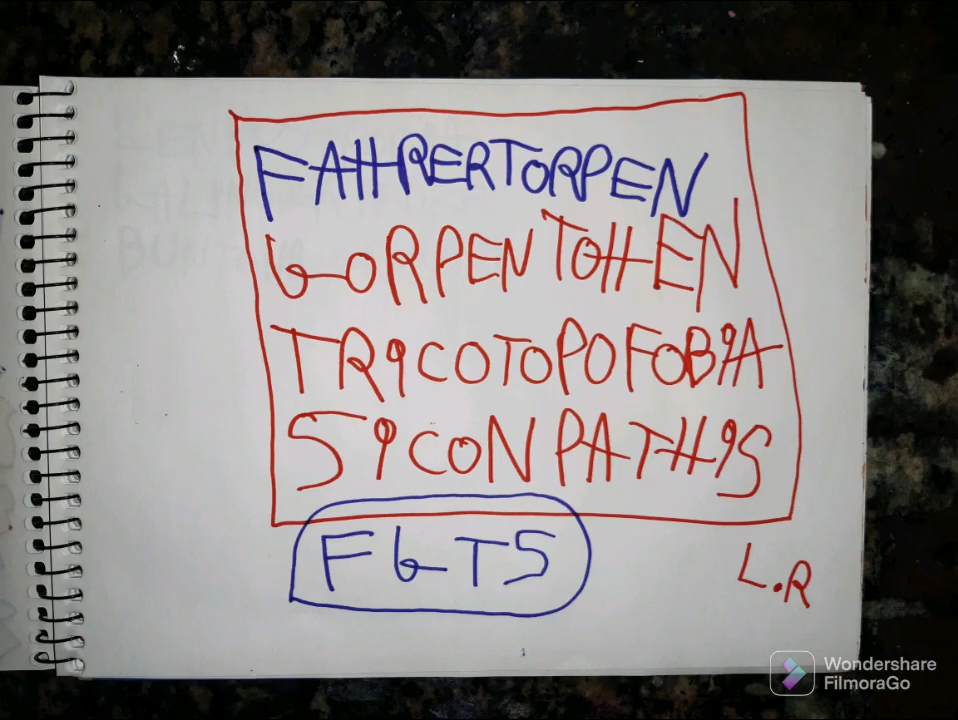 FAHRERTORPEN
GORPENTOHEN
TRICOTOPOFOBIA
SICONPATHIS
FGTS
L.R
Wondershare
FilmoraGo